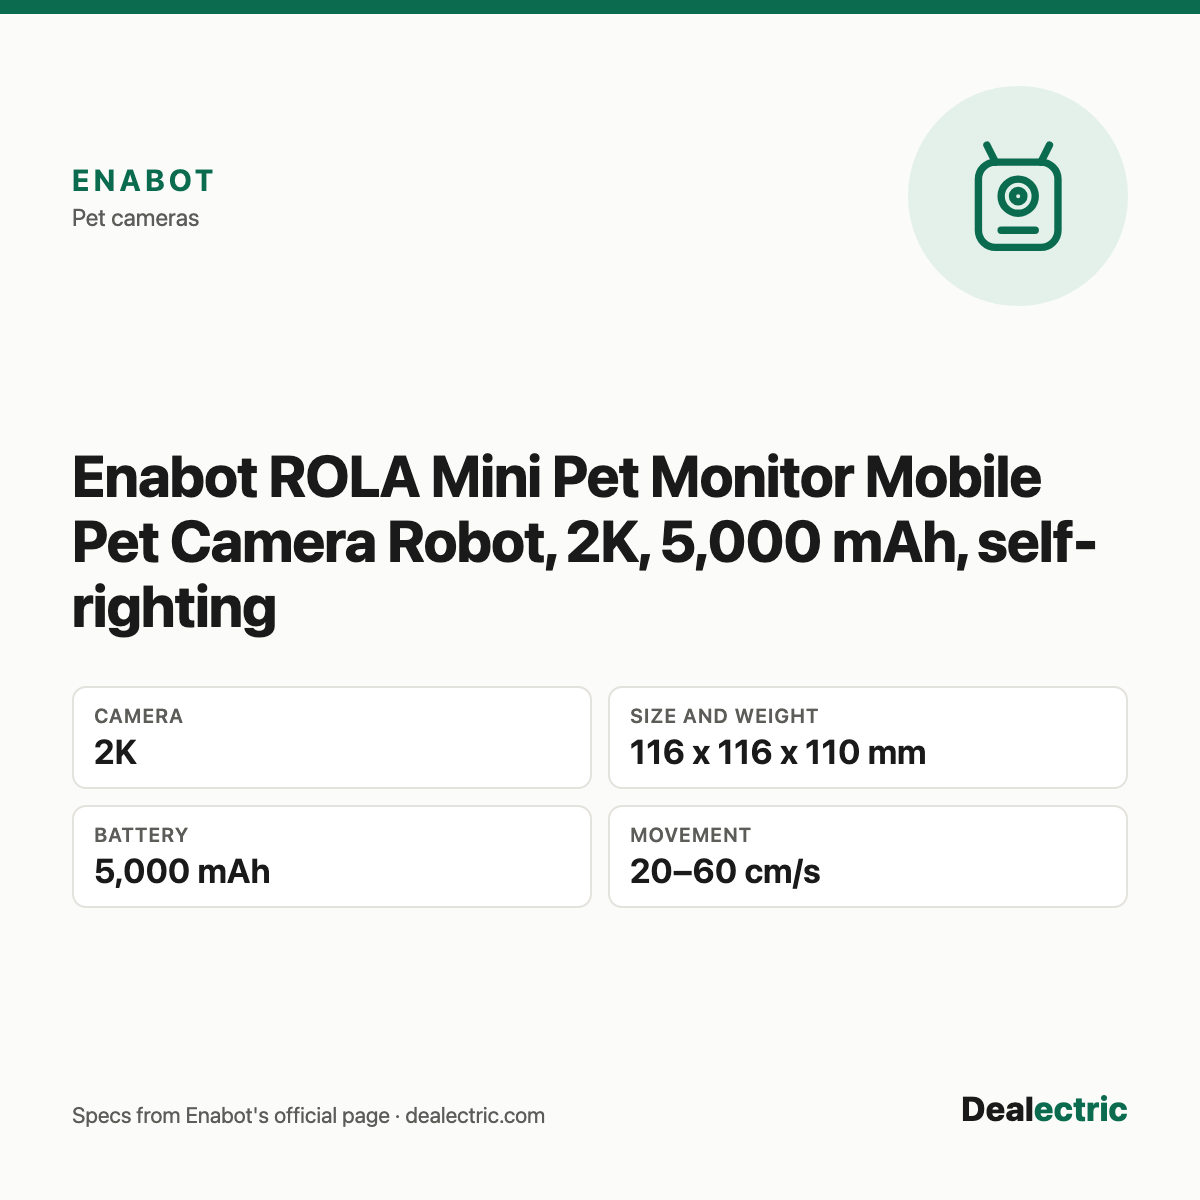 ENABOT
Pet cameras
Enabot ROLA Mini Pet Monitor Mobile
Pet Camera Robot, 2K, 5,000 mAh, self-
righting
CAMERA
2K
SIZE AND WEIGHT
116 x 116 x 110 mm
BATTERY
5,000 mAh
MOVEMENT
20–60 cm/s
Specs from Enabot's official page · dealectric.com
Dealectric